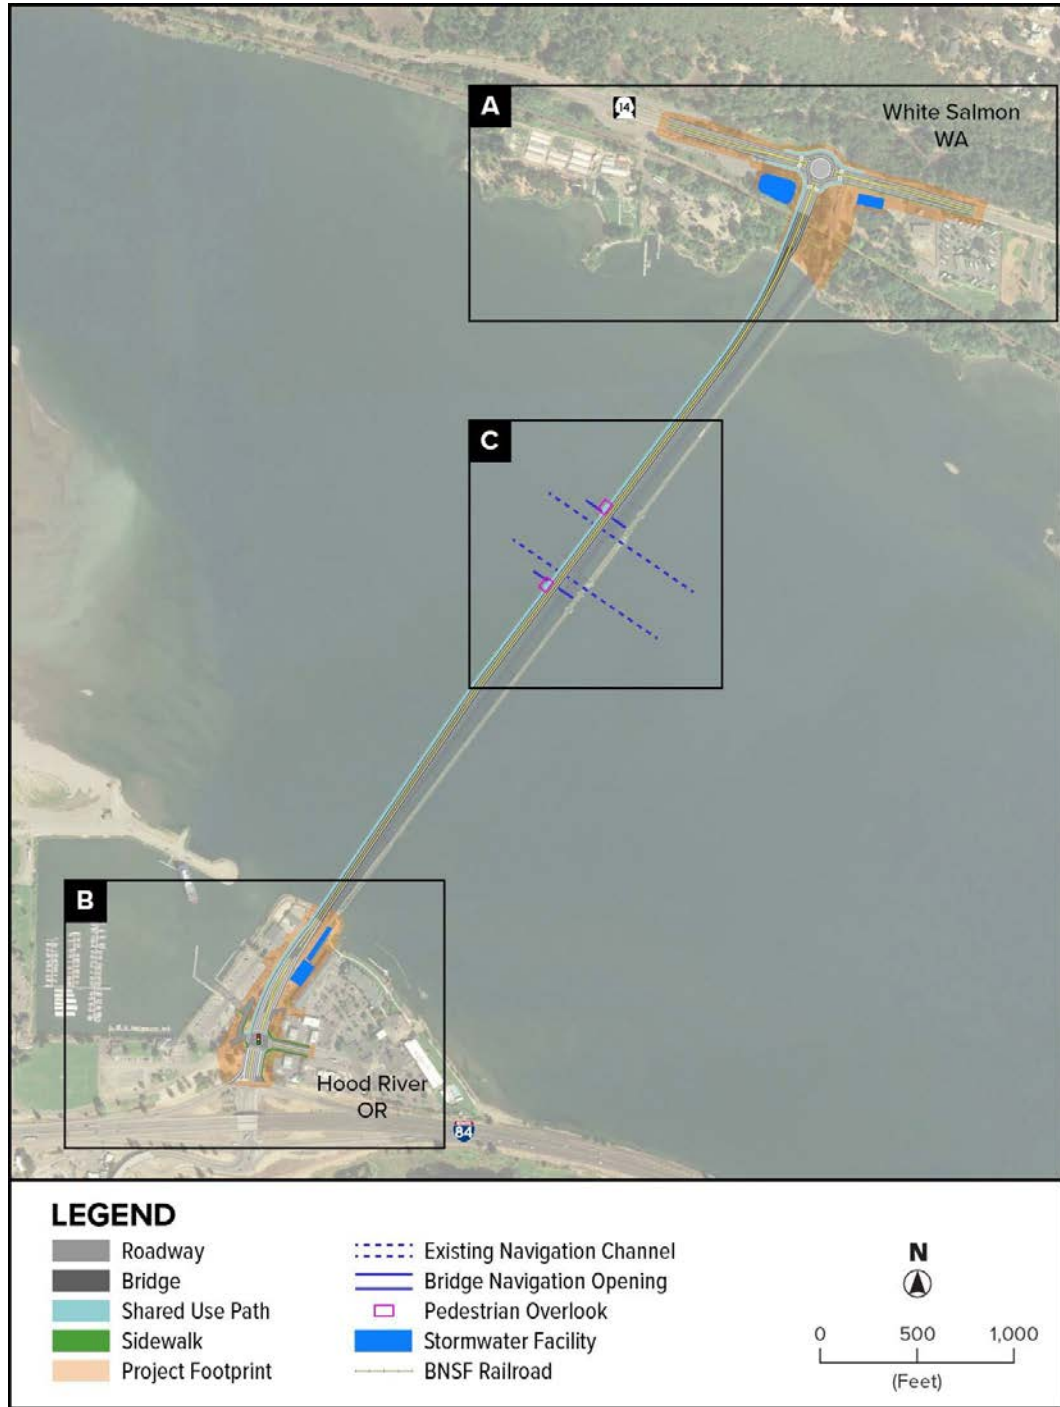 A
14
White Salmon
WA
C
B
Hood River
OR
84
LEGEND
Roadway
Bridge
Shared Use Path
Sidewalk
Project Footprint
Existing Navigation Channel
Bridge Navigation Opening
Pedestrian Overlook
Stormwater Facility
BNSF Railroad
N
0 500 1,000
(Feet)